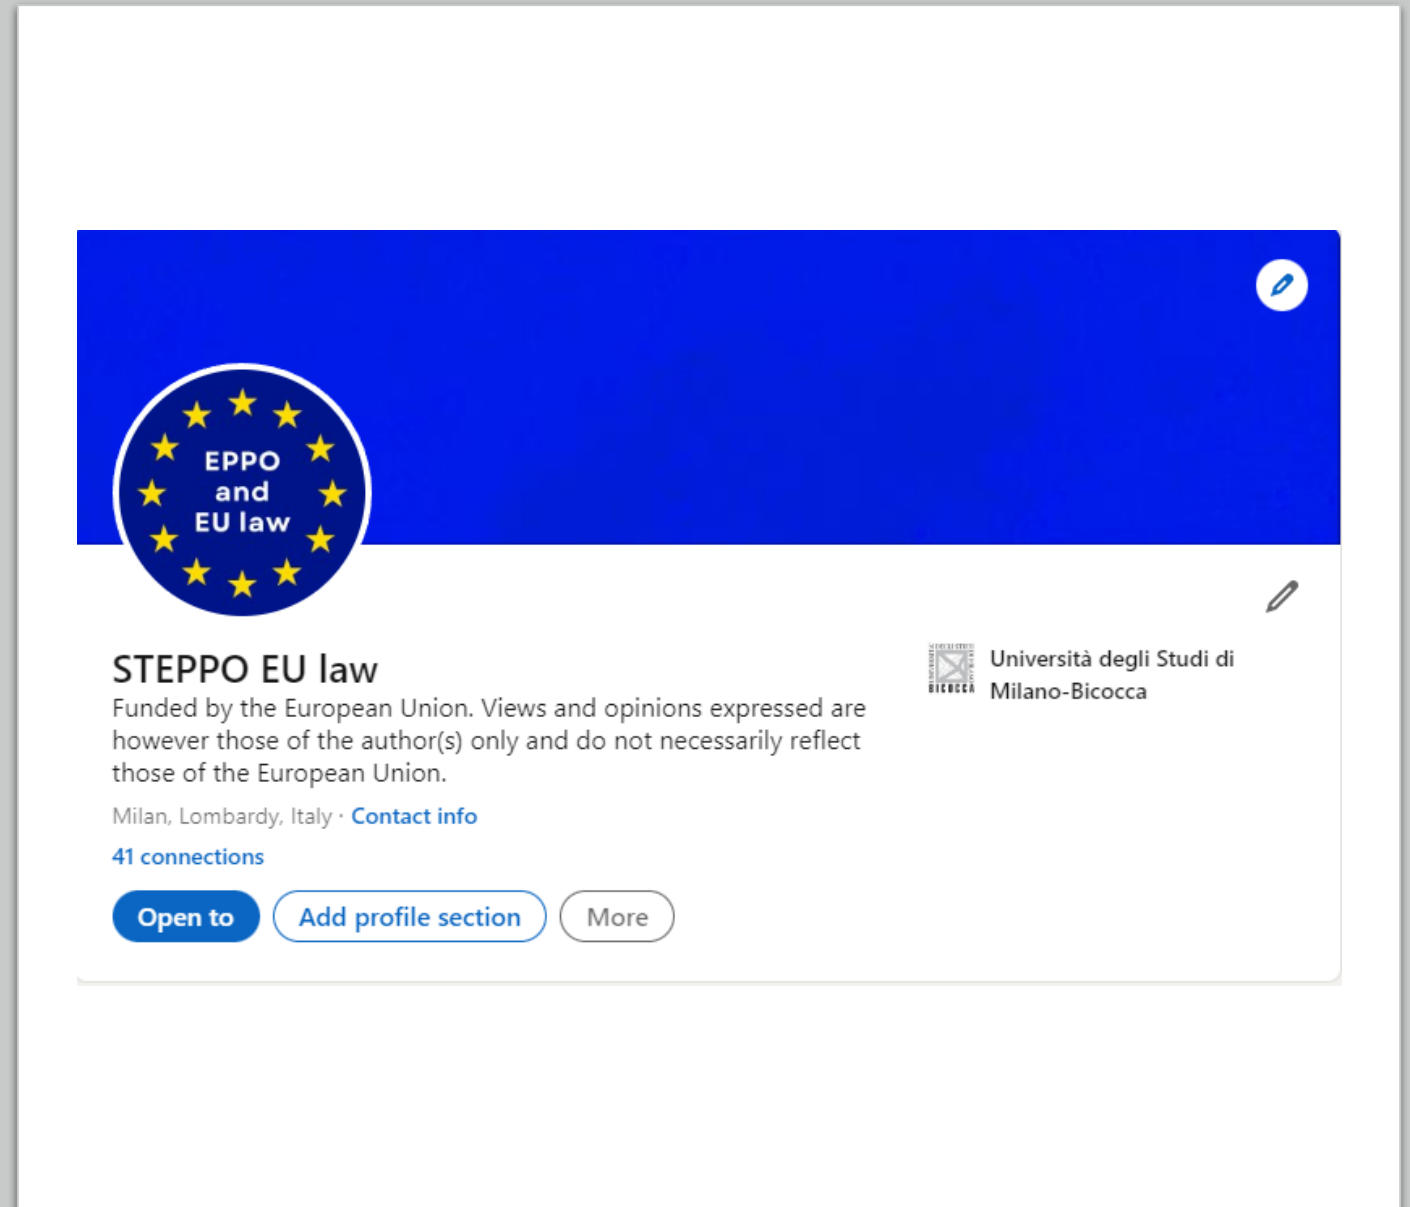 EPPO
and
EU law
STEPPO EU law
Funded by the European Union. Views and opinions expressed are
however those of the author(s) only and do not necessarily reflect
those of the European Union.
Milan, Lombardy, Italy · Contact info
41 connections
Open to
Add profile section
More
BICOCCA
Università degli Studi di
Milano-Bicocca